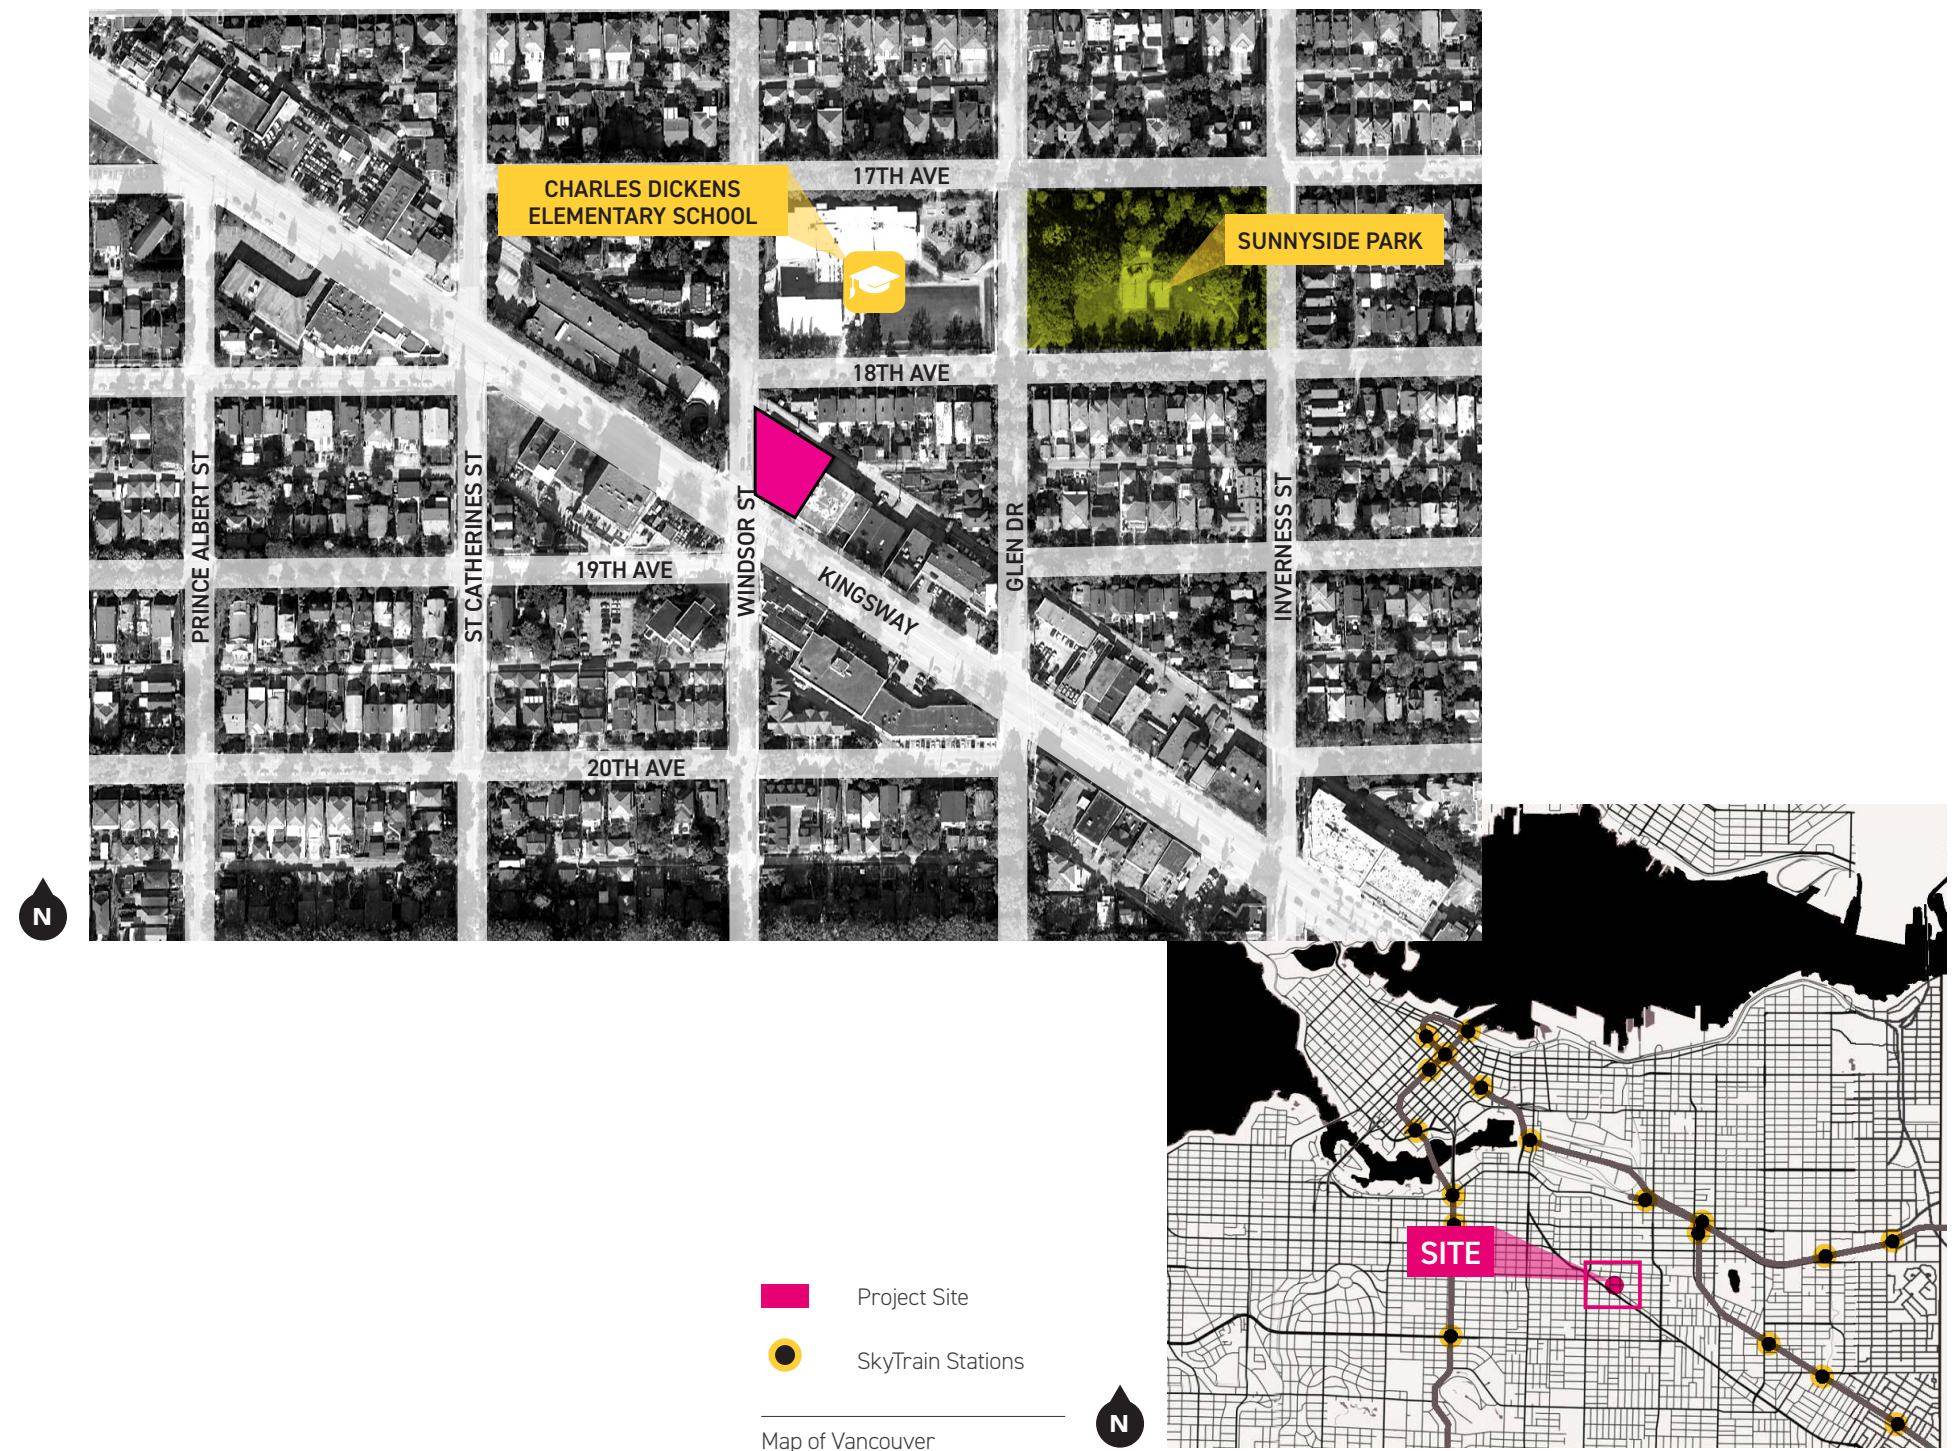 17TH AVE
CHARLES DICKENS
ELEMENTARY SCHOOL
SUNNYSIDE PARK
18TH AVE
PRINCE ALBERT ST
ST CATHERINES ST
WINDSOR ST
GLEN DR
INVERNESS ST
19TH AVE
KINGSWAY
20TH AVE
N
SITE
Project Site
SkyTrain Stations
N
Map of Vancouver